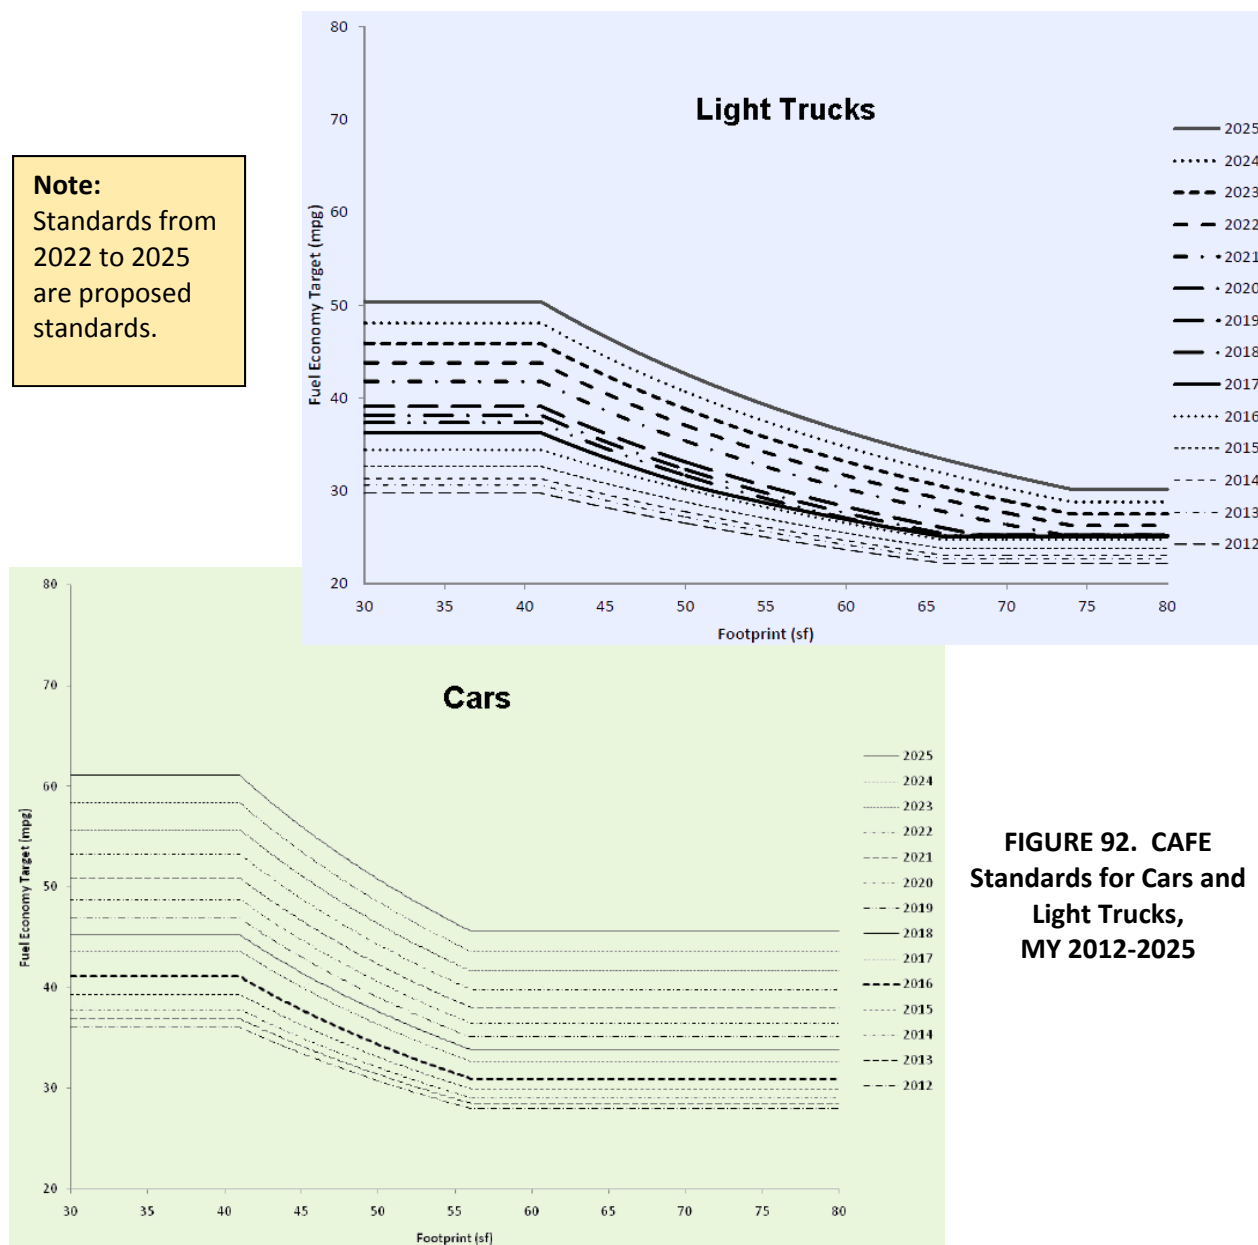 Note:
Standards from
2022 to 2025
are proposed
standards.
Light Trucks
Fuel Economy Target (mpg)
80
70
60
50
40
30
20
30 35 40 45 50 55 60 65 70 75 80
Footprint (sf)
2025
2024
2023
2022
2021
2020
2019
2018
2017
2016
2015
2014
2013
2012
Cars
Fuel Economy Target (mpg)
80
70
60
50
40
30
20
30 35 40 45 50 55 60 65 70 75 80
Footprint (sf)
2025
2024
2023
2022
2021
2020
2019
2018
2017
2016
2015
2014
2013
2012
FIGURE 92. CAFE
Standards for Cars and
Light Trucks,
MY 2012-2025